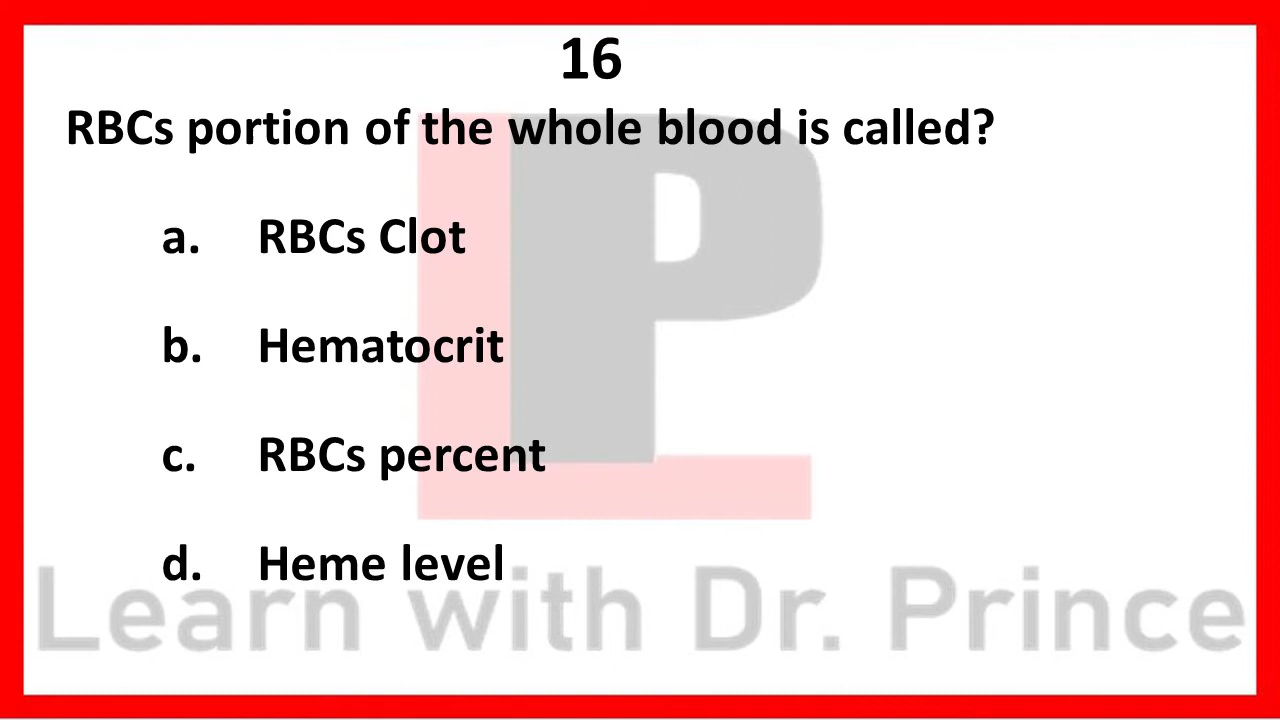 16
RBCs portion of the whole blood is called?
a. RBCs Clot
b. Hematocrit
c. RBCs percent
d. Heme level
LP
Learn with Dr. Prince